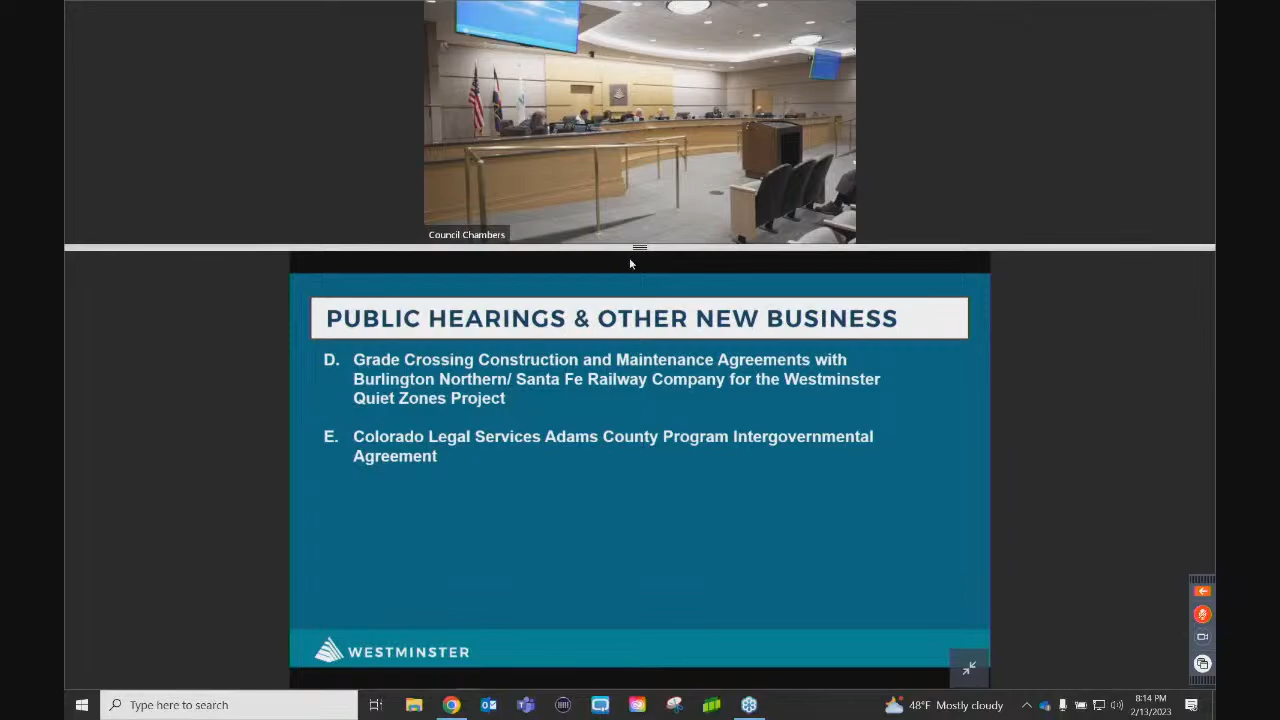 Council Chambers
PUBLIC HEARINGS & OTHER NEW BUSINESS
D. Grade Crossing Construction and Maintenance Agreements with
Burlington Northern/ Santa Fe Railway Company for the Westminster
Quiet Zones Project
E. Colorado Legal Services Adams County Program Intergovernmental
Agreement
WESTMINSTER
Type here to search
48°F Mostly cloudy
8:14 PM
2/13/2023